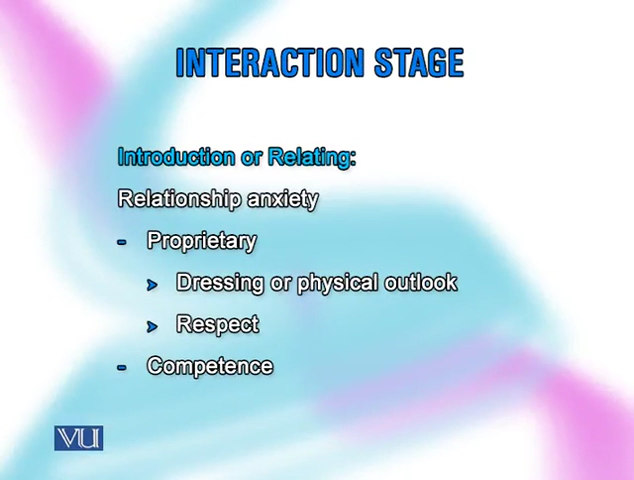 INTERACTION STAGE
Introduction or Relating:
Relationship anxiety
- Proprietary
> Dressing or physical outlook
> Respect
- Competence
VU